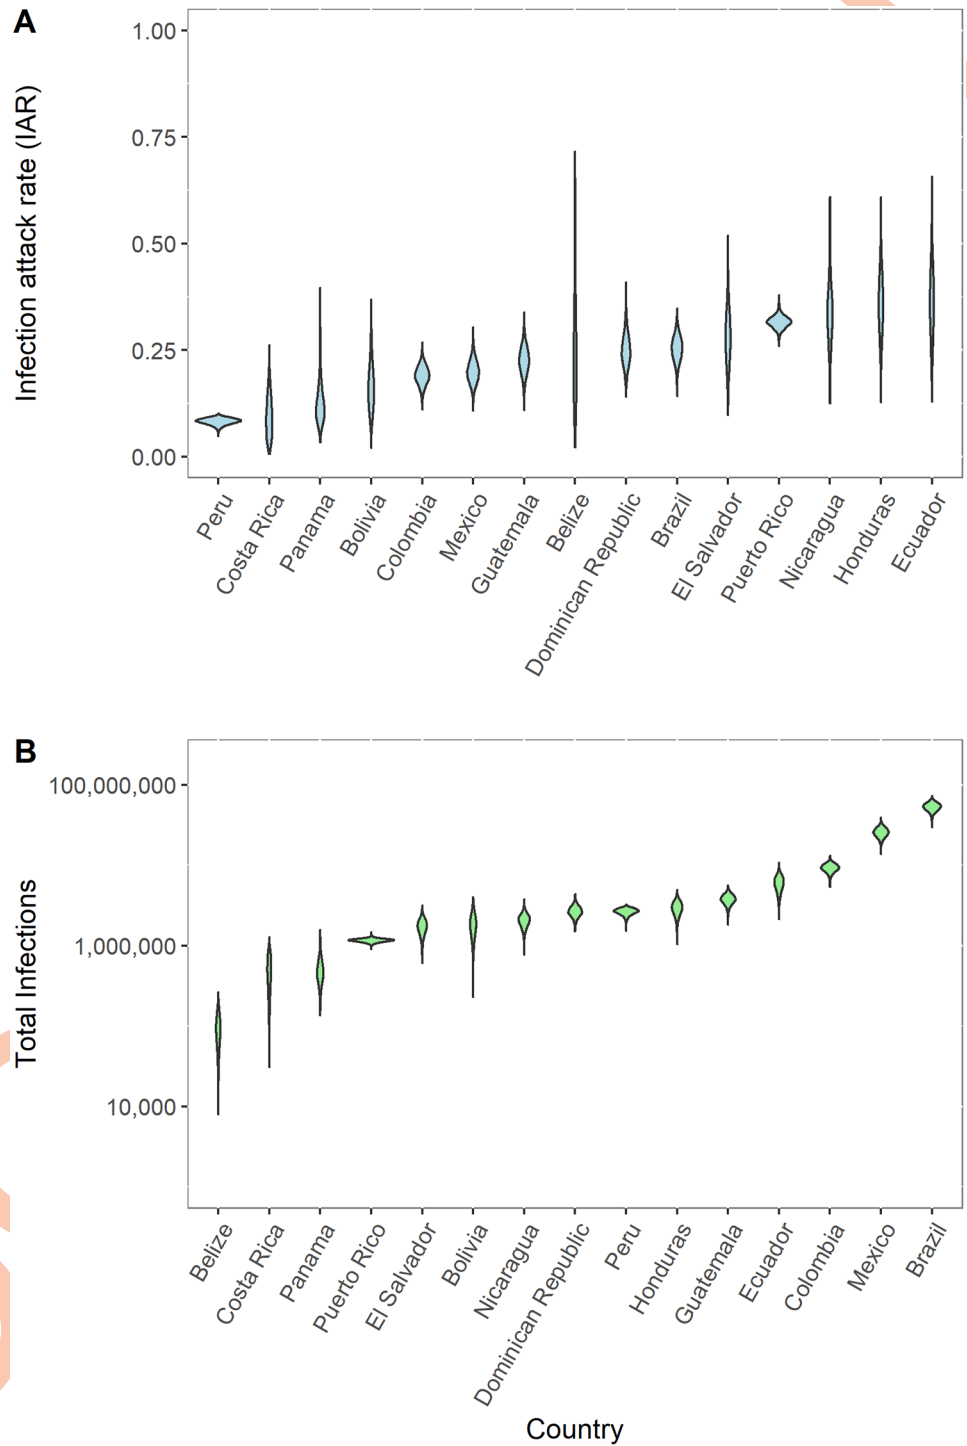 A
Infection attack rate (IAR)
1.00
0.75
0.50
0.25
0.00
Peru
Costa Rica
Panama
Bolivia
Colombia
Mexico
Guatemala
Belize
Dominican Republic
Brazil
El Salvador
Puerto Rico
Nicaragua
Honduras
Ecuador
B
Total Infections
100,000,000
1,000,000
10,000
Belize
Costa Rica
Panama
Puerto Rico
El Salvador
Bolivia
Nicaragua
Dominican Republic
Peru
Honduras
Guatemala
Ecuador
Colombia
Mexico
Brazil
Country